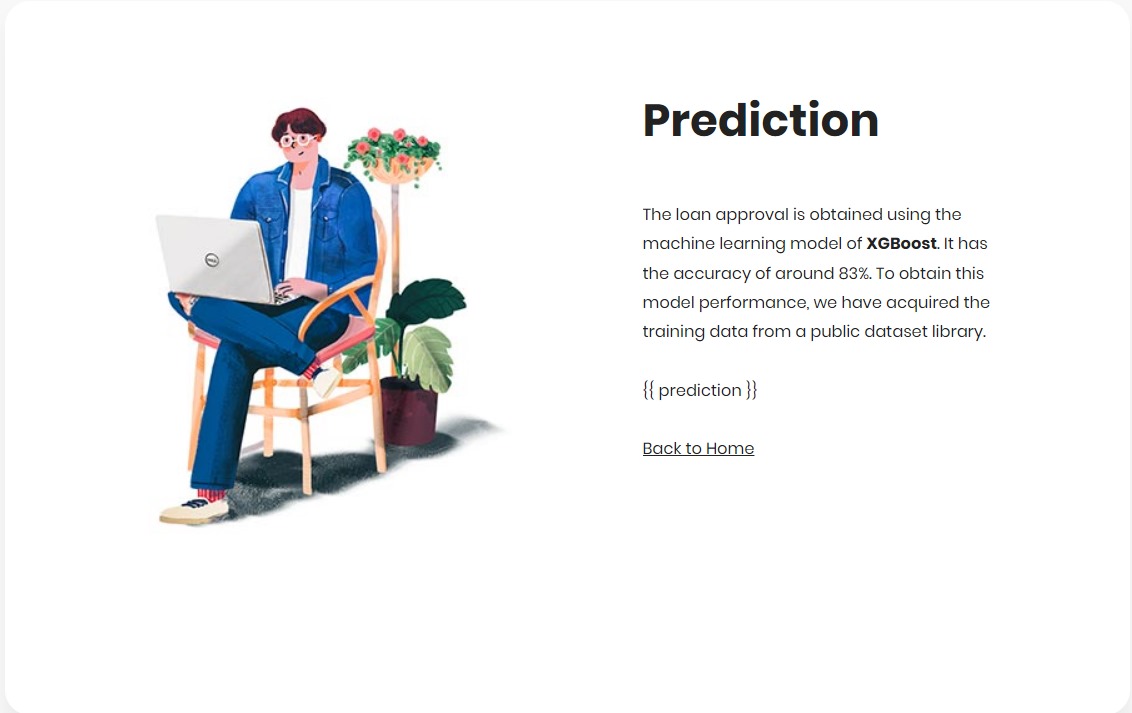 Prediction
The loan approval is obtained using the
machine learning model of XGBoost. It has
the accuracy of around 83%. To obtain this
model performance, we have acquired the
training data from a public dataset library.
{{ prediction }}
Back to Home
DELL